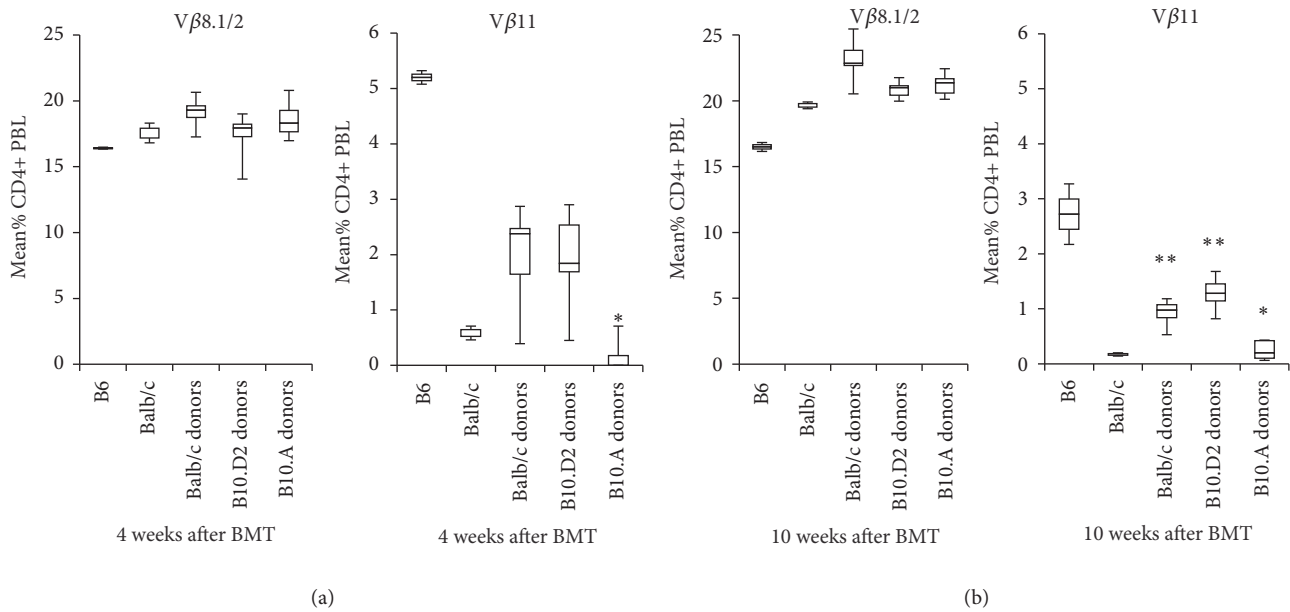 Vβ8.1/2
Mean% CD4+ PBL
25
20
15
10
5
0
B6
Balb/c
Balb/c donors
B10.D2 donors
B10.A donors
4 weeks after BMT
Vβ11
Mean% CD4+ PBL
6
5
4
3
2
1
0
*
B6
Balb/c
Balb/c donors
B10.D2 donors
B10.A donors
4 weeks after BMT
(a)
Vβ8.1/2
Mean% CD4+ PBL
25
20
15
10
5
0
B6
Balb/c
Balb/c donors
B10.D2 donors
B10.A donors
10 weeks after BMT
Vβ11
Mean% CD4+ PBL
6
5
4
3
2
1
0
**
**
*
B6
Balb/c
Balb/c donors
B10.D2 donors
B10.A donors
10 weeks after BMT
(b)